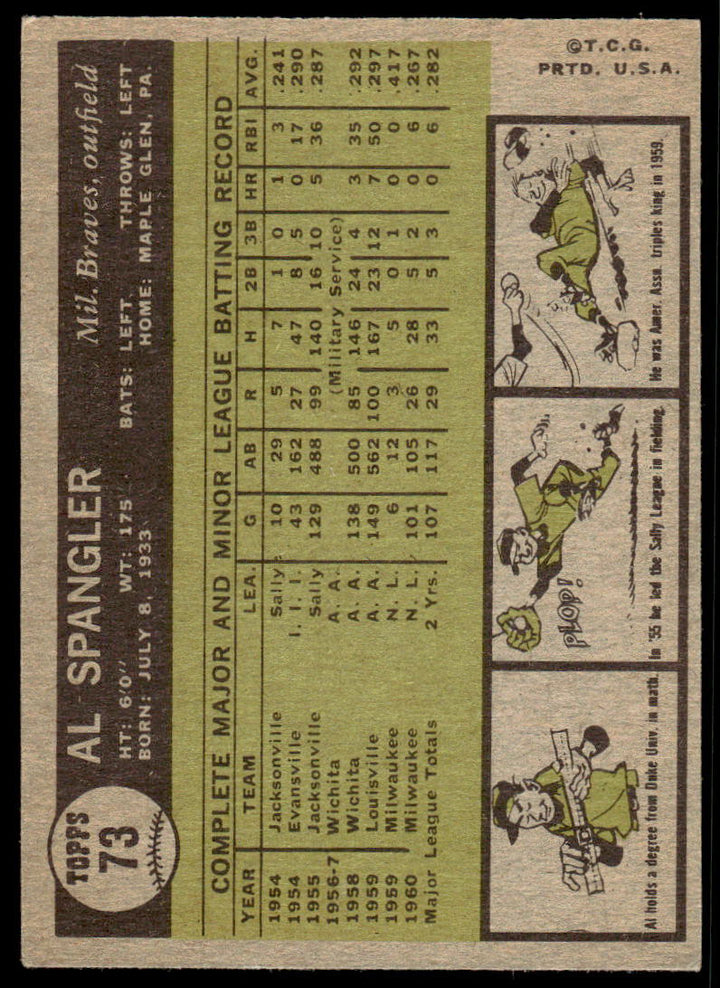 TOPPS
73
AL SPANGLER
Mil. Braves, outfield
HT: 6'0" WT: 175 BATS: LEFT THROWS: LEFT
BORN: JULY 8, 1933 HOME: MAPLE GLEN, PA.
COMPLETE MAJOR AND MINOR LEAGUE BATTING RECORD
YEAR TEAM LEA. G AB R H 2B 3B HR RBI AVG.
1954 Jacksonville Sally 10 29 5 7 1 0 1 3 .241
1954 Evansville I. I. I. 43 162 27 47 8 5 0 17 .290
1955 Jacksonville Sally 129 488 99 140 16 10 5 36 .287
1956-7 Wichita A. A. (Military Service)
1958 Wichita A. A. 138 500 85 146 24 4 3 35 .292
1959 Louisville A. A. 149 562 100 167 23 12 7 50 .297
1959 Milwaukee N. L. 6 12 3 5 0 1 0 0 .417
1960 Milwaukee N. L. 101 105 26 28 5 2 0 6 .267
Major League Totals 2 Yrs. 107 117 29 33 5 3 0 6 .282
Al holds a degree from Duke Univ. in math.
PLOP!
In '55 he led the Sally League in fielding.
He was Amer. Assn. triples king in 1959.
©T.C.G.
PRTD. U.S.A.